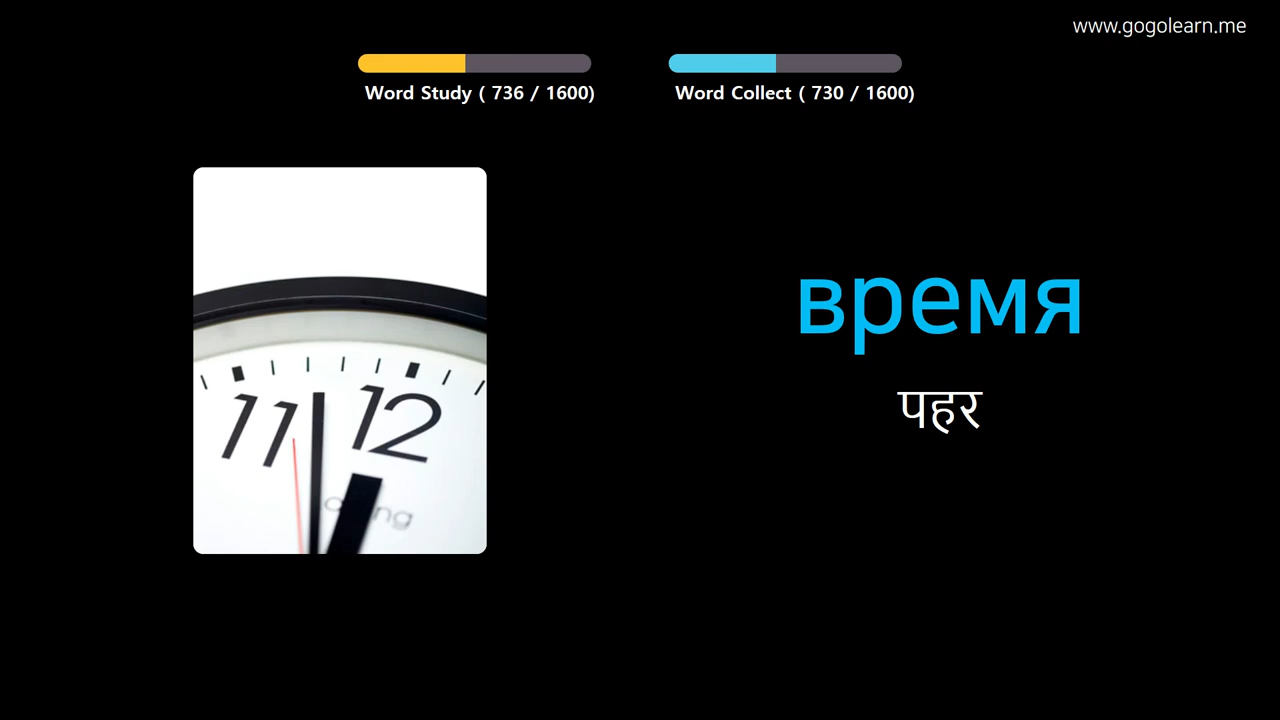 www.gogolearn.me
Word Study ( 736 / 1600)
Word Collect ( 730 / 1600)
время
पहर
11
12